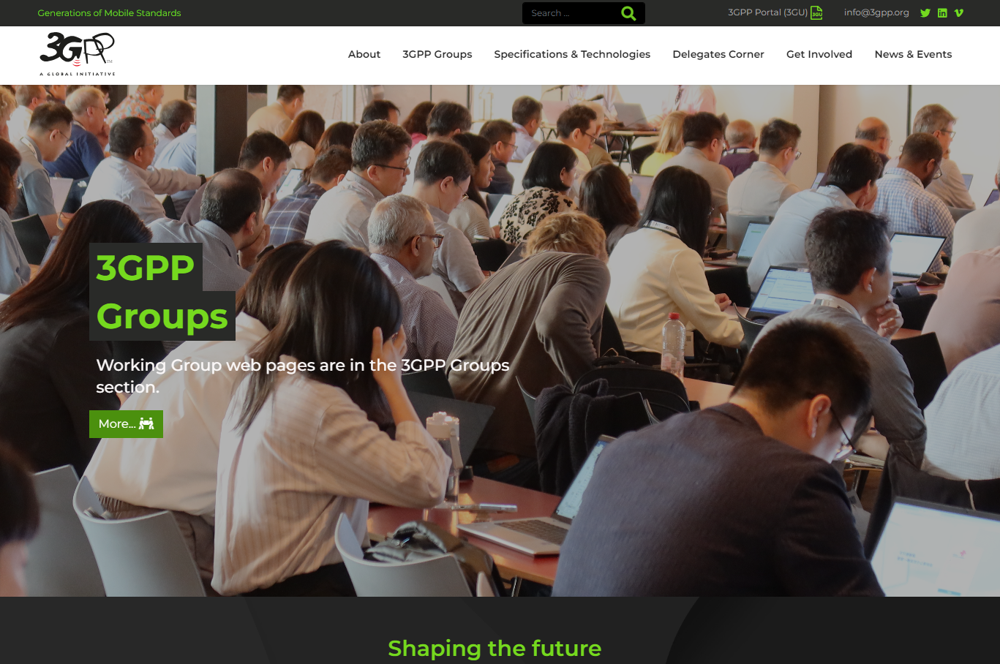 Generations of Mobile Standards
Search ...
3GPP Portal (3GU)
3GU
info@3gpp.org
3GPP™
A GLOBAL INITIATIVE
About
3GPP Groups
Specifications & Technologies
Delegates Corner
Get Involved
News & Events
3GPP
Groups
Working Group web pages are in the 3GPP Groups
section.
More...
Shaping the future